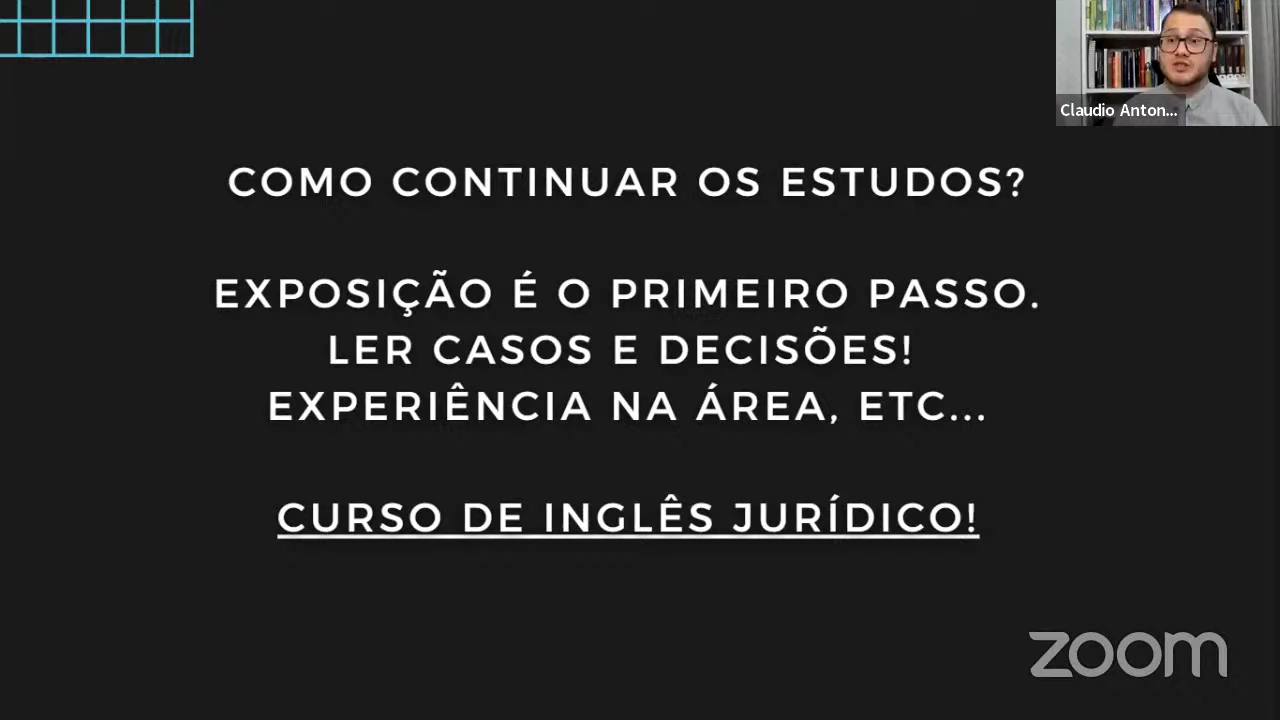 Claudio Anton...
COMO CONTINUAR OS ESTUDOS?
EXPOSIÇÃO É O PRIMEIRO PASSO.
LER CASOS E DECISÕES!
EXPERIÊNCIA NA ÁREA, ETC...
CURSO DE INGLÊS JURÍDICO!
zoom